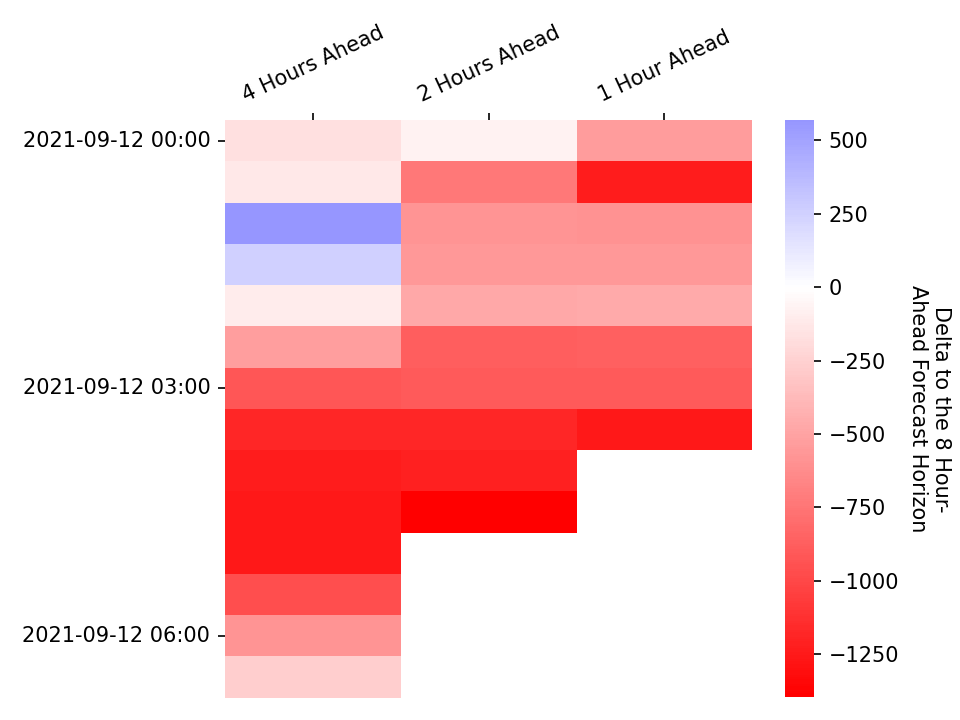 4 Hours Ahead
2 Hours Ahead
1 Hour Ahead
2021-09-12 00:00
2021-09-12 03:00
2021-09-12 06:00
500
250
0
−250
−500
−750
−1000
−1250
Delta to the 8 Hour-
Ahead Forecast Horizon